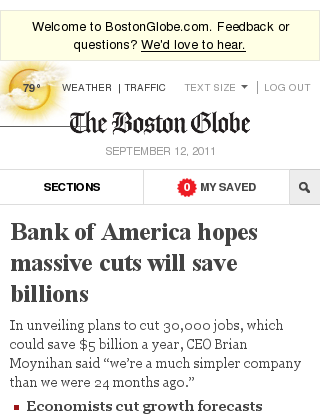 Welcome to BostonGlobe.com. Feedback or
questions? We'd love to hear.
79° WEATHER | TRAFFIC TEXT SIZE LOG OUT
The Boston Globe
SEPTEMBER 12, 2011
SECTIONS 0 MY SAVED
Bank of America hopes
massive cuts will save
billions
In unveiling plans to cut 30,000 jobs, which
could save $5 billion a year, CEO Brian
Moynihan said “we’re a much simpler company
than we were 24 months ago.”
Economists cut growth forecasts